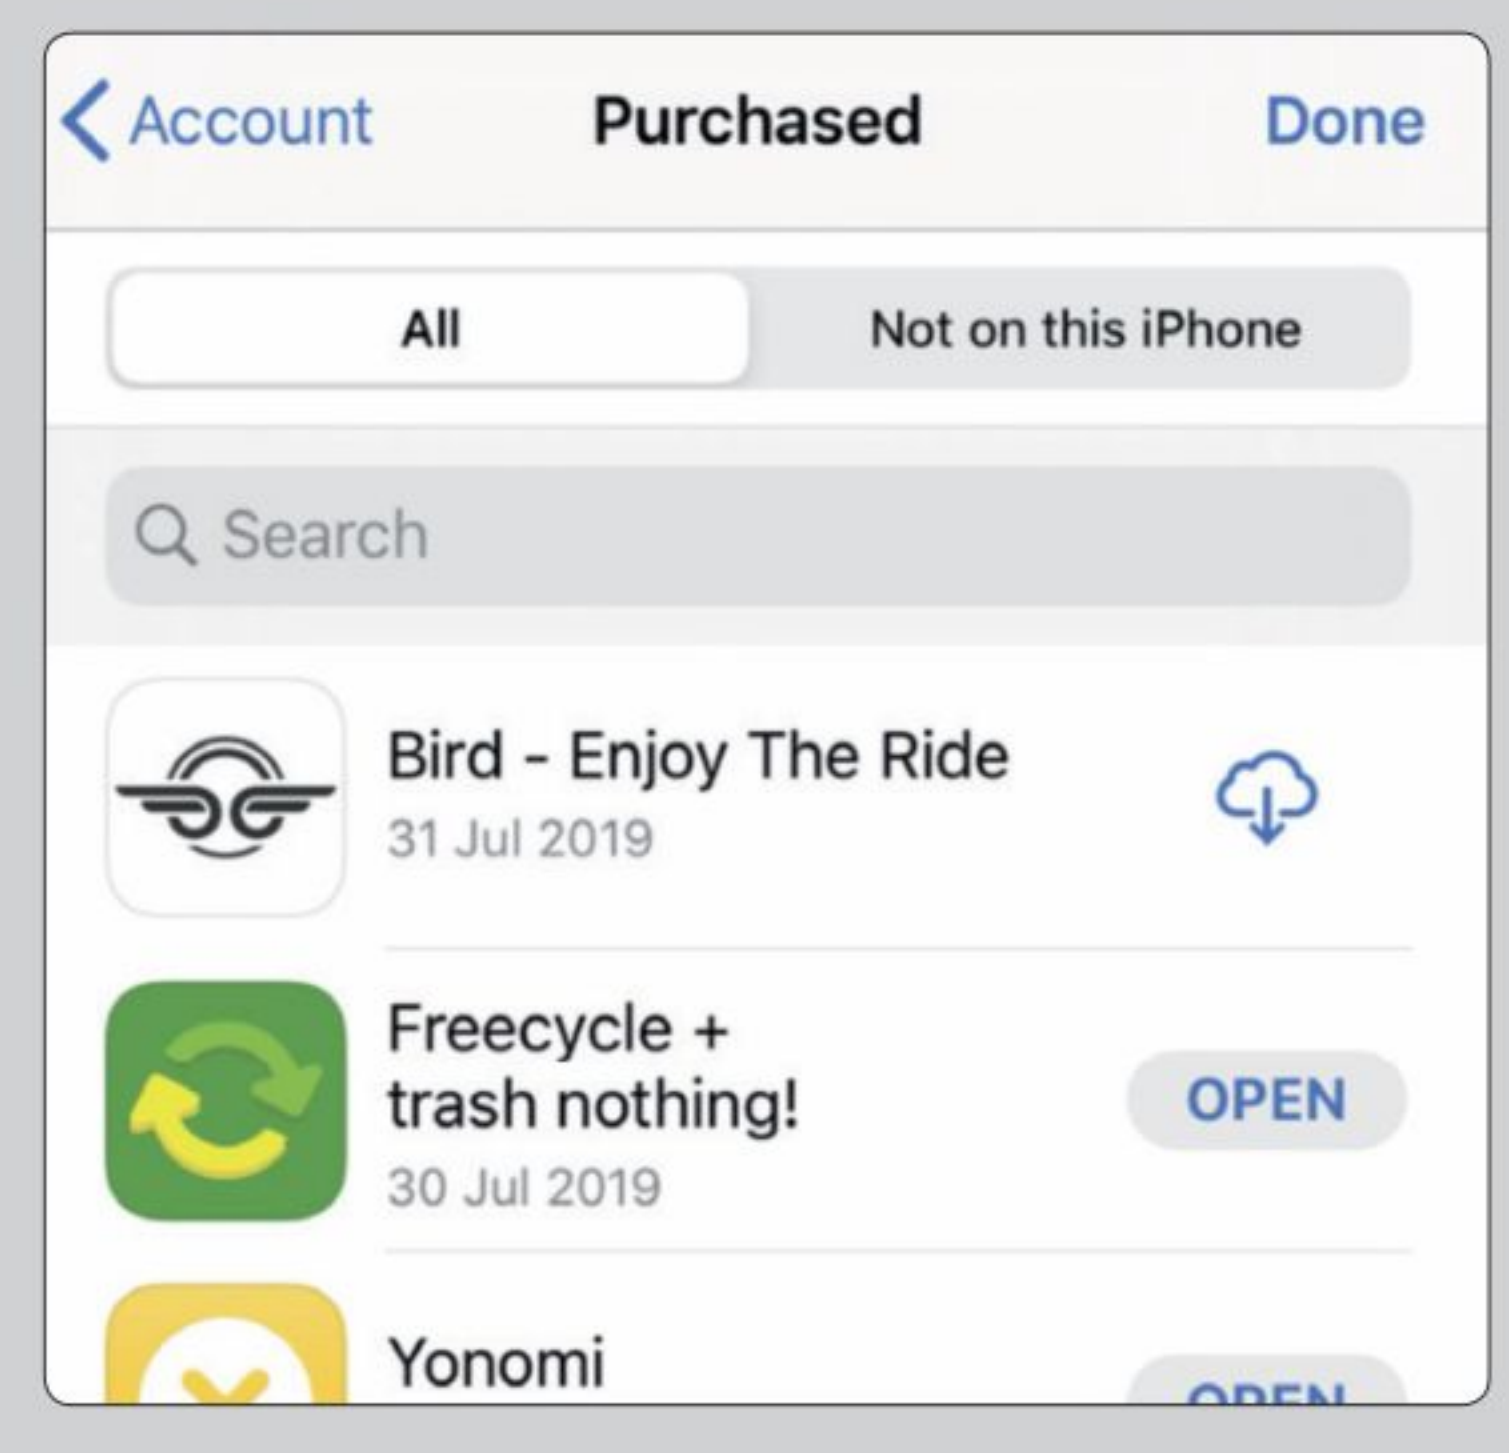 Account
Purchased
Done
All
Not on this iPhone
Search
Bird - Enjoy The Ride
31 Jul 2019
Freecycle +
trash nothing!
30 Jul 2019
OPEN
Yonomi
OPEN